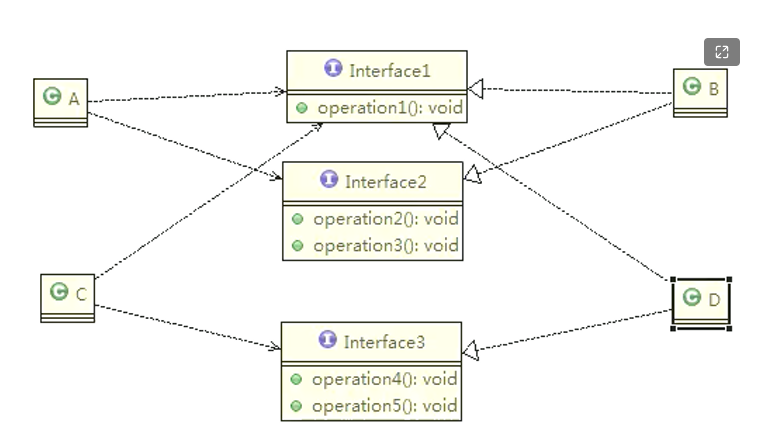 I Interface1
C A
C B
operation1(): void
I Interface2
operation2(): void
operation3(): void
C C
C D
I Interface3
operation4(): void
operation5(): void